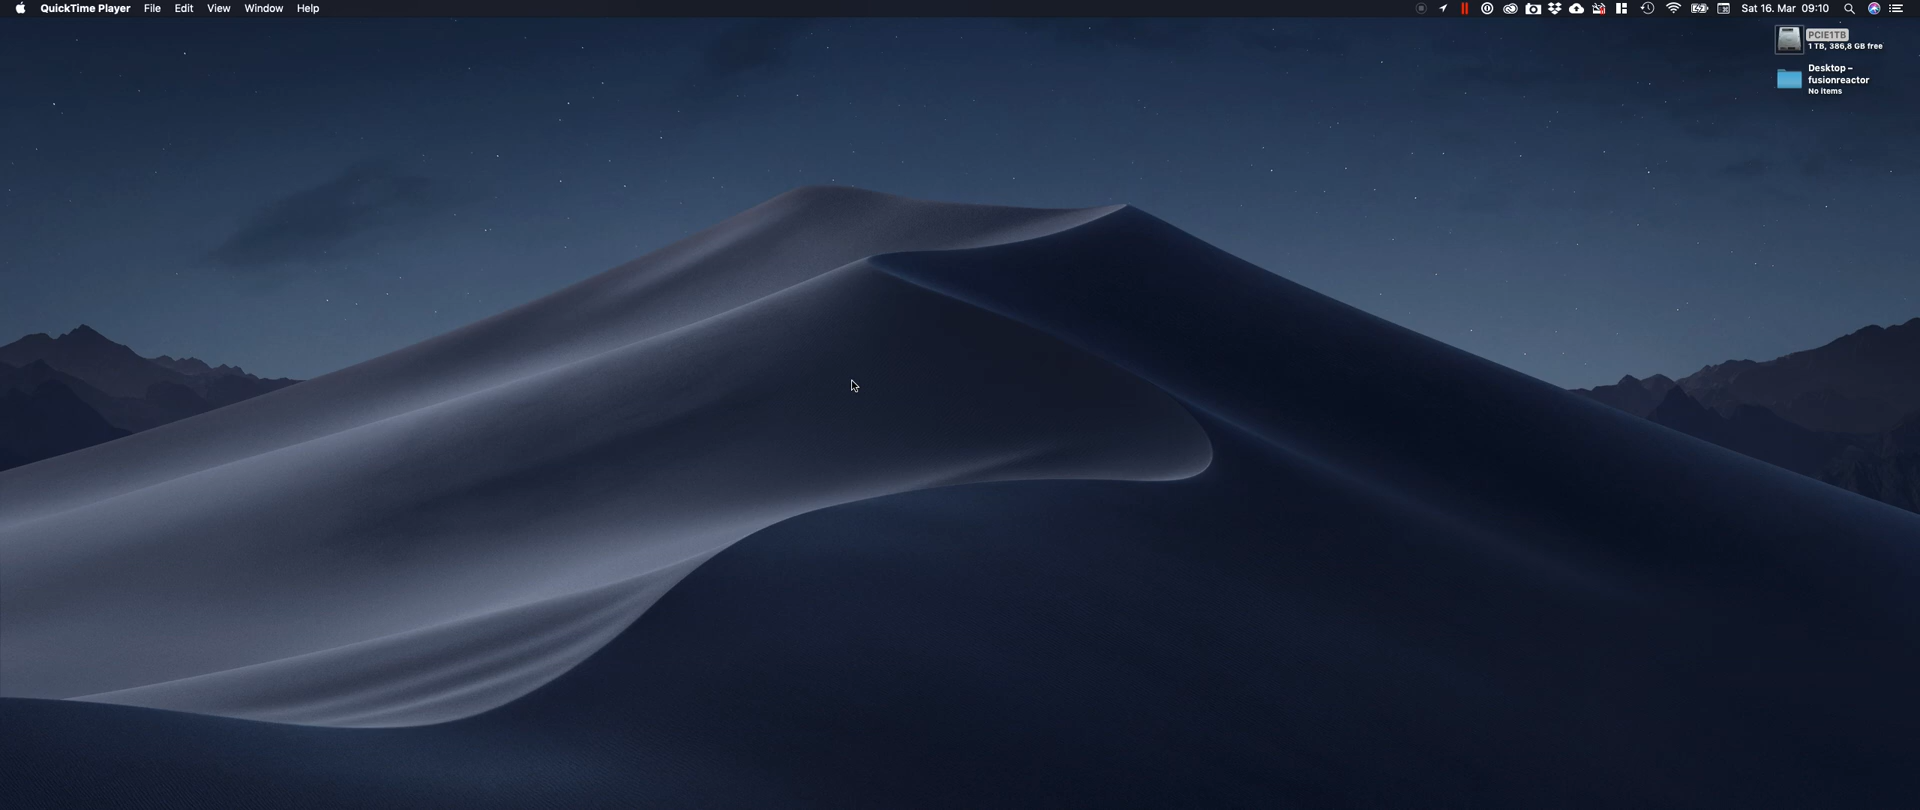 QuickTime Player File Edit View Window Help Sat 16. Mar 09:10
PCIE1TB
1 TB, 386,8 GB free
Desktop –
fusionreactor
No items